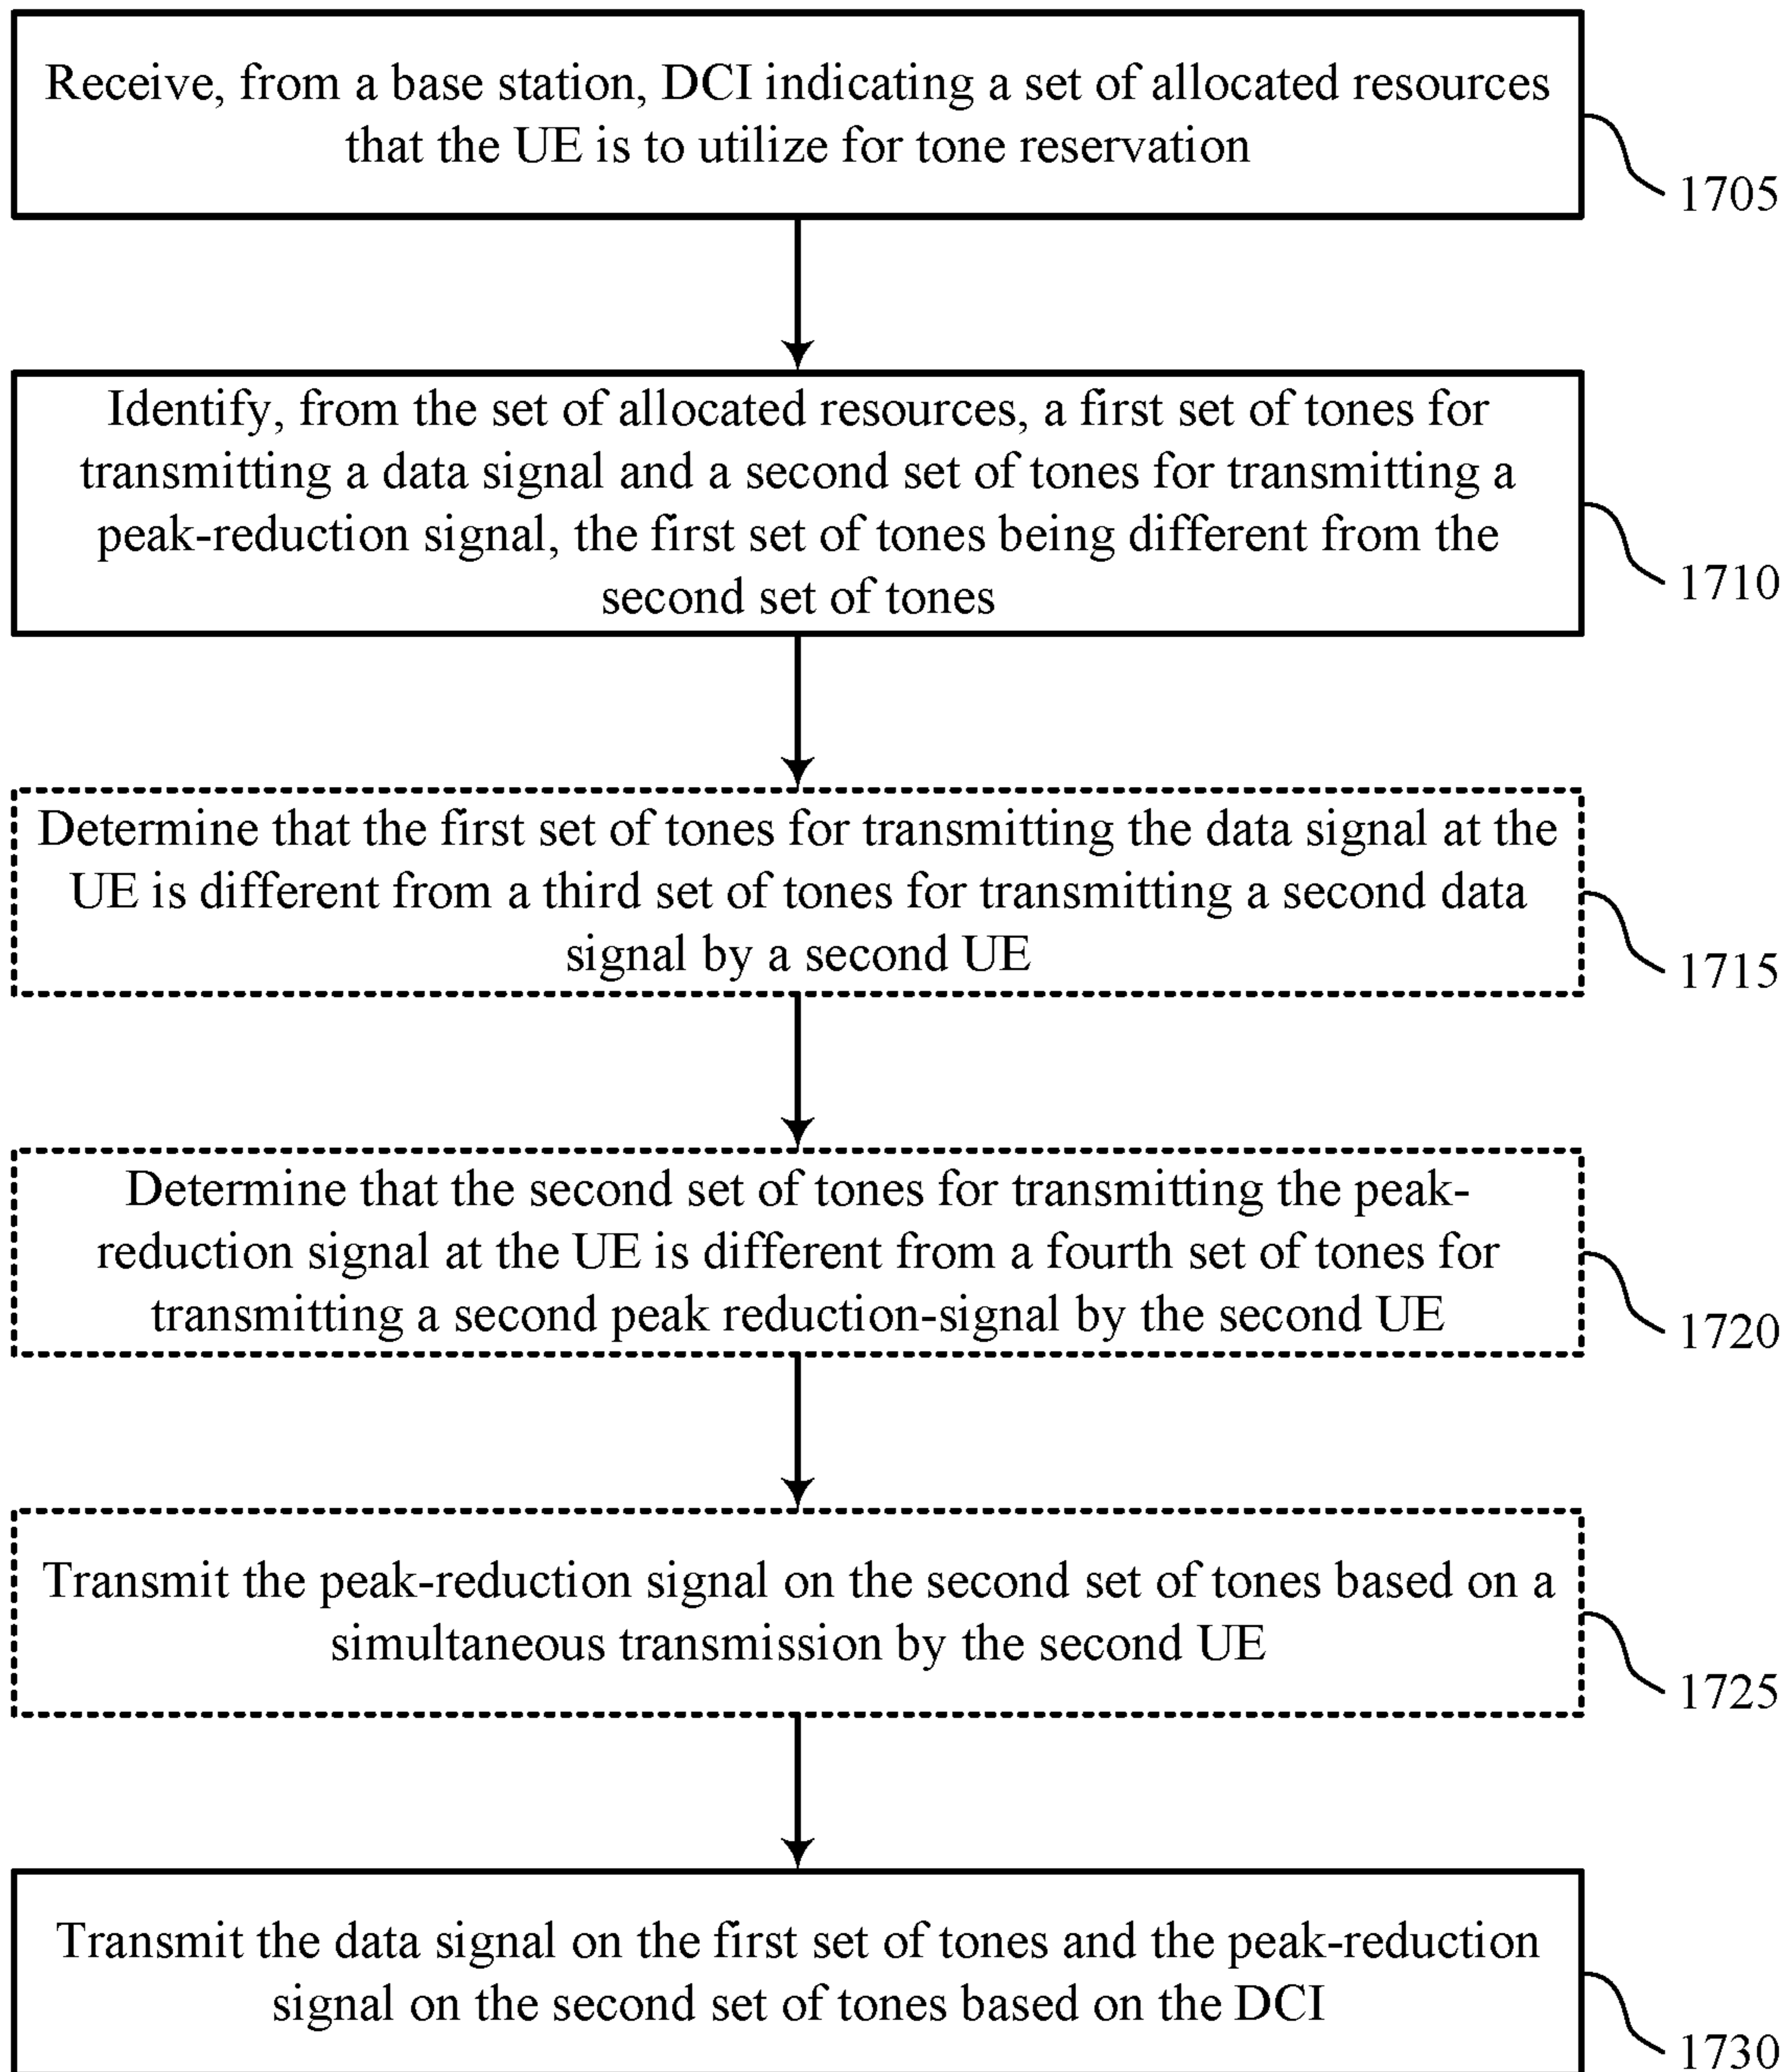 Receive, from a base station, DCI indicating a set of allocated resources
that the UE is to utilize for tone reservation
1705
Identify, from the set of allocated resources, a first set of tones for
transmitting a data signal and a second set of tones for transmitting a
peak-reduction signal, the first set of tones being different from the
second set of tones
1710
Determine that the first set of tones for transmitting the data signal at the
UE is different from a third set of tones for transmitting a second data
signal by a second UE
1715
Determine that the second set of tones for transmitting the peak-
reduction signal at the UE is different from a fourth set of tones for
transmitting a second peak reduction-signal by the second UE
1720
Transmit the peak-reduction signal on the second set of tones based on a
simultaneous transmission by the second UE
1725
Transmit the data signal on the first set of tones and the peak-reduction
signal on the second set of tones based on the DCI
1730